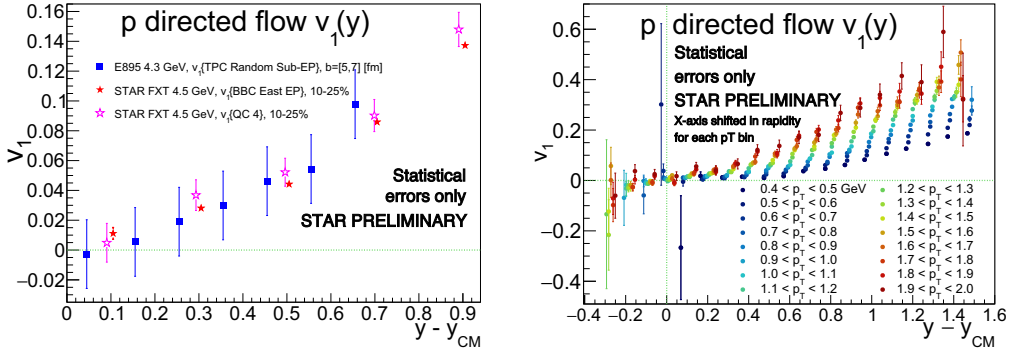 p directed flow v1(y)
E895 4.3 GeV, v1{TPC Random Sub-EP}, b=[5,7] [fm]
STAR FXT 4.5 GeV, v1{BBC East EP}, 10-25%
STAR FXT 4.5 GeV, v1{QC 4}, 10-25%
Statistical
errors only
STAR PRELIMINARY
v1
0.16
0.14
0.12
0.1
0.08
0.06
0.04
0.02
0
−0.02
0 0.1 0.2 0.3 0.4 0.5 0.6 0.7 0.8 0.9
y - yCM
p directed flow v1(y)
Statistical
errors only
STAR PRELIMINARY
X-axis shifted in rapidity
for each pT bin
v1
0.6
0.4
0.2
0
−0.2
−0.4
0.4 < pT < 0.5 GeV
0.5 < pT < 0.6
0.6 < pT < 0.7
0.7 < pT < 0.8
0.8 < pT < 0.9
0.9 < pT < 1.0
1.0 < pT < 1.1
1.1 < pT < 1.2
1.2 < pT < 1.3
1.3 < pT < 1.4
1.4 < pT < 1.5
1.5 < pT < 1.6
1.6 < pT < 1.7
1.7 < pT < 1.8
1.8 < pT < 1.9
1.9 < pT < 2.0
−0.4 −0.2 0 0.2 0.4 0.6 0.8 1 1.2 1.4 1.6
y − yCM